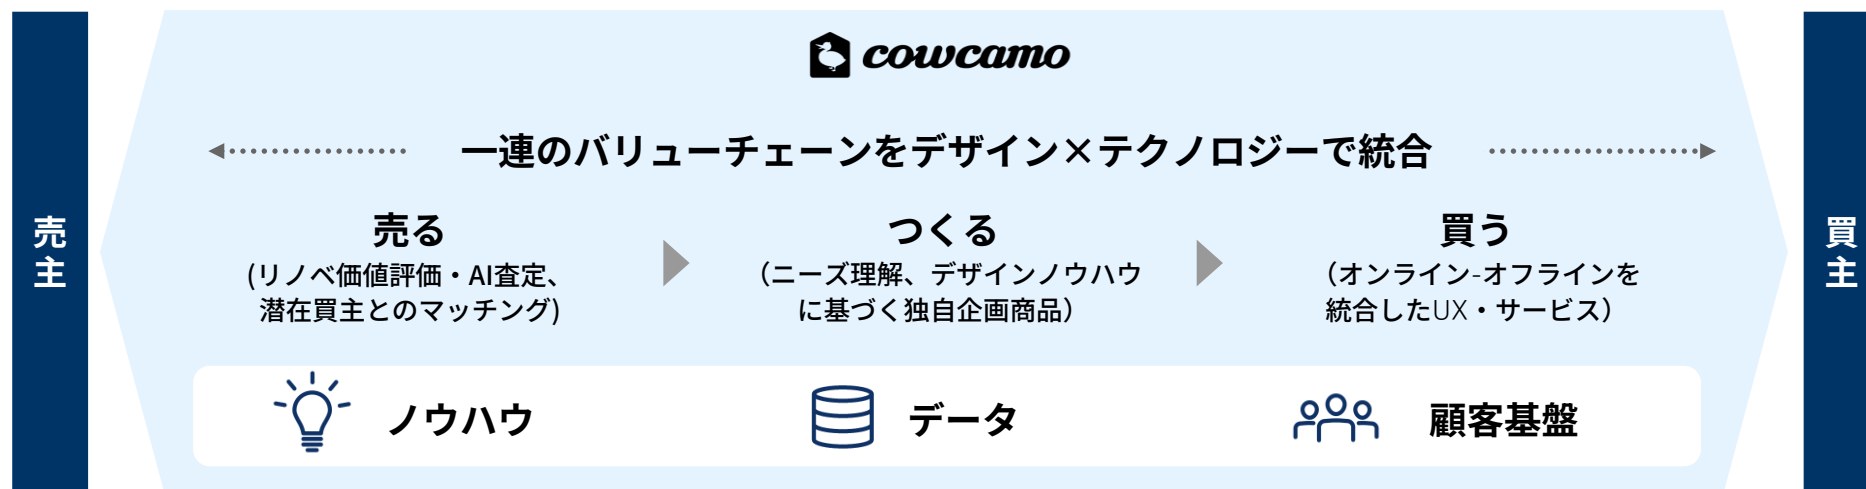 cowcamo
一連のバリューチェーンをデザイン×テクノロジーで統合
売主
売る
(リノベ価値評価・AI査定、
潜在買主とのマッチング)
つくる
（ニーズ理解、デザインノウハウ
に基づく独自企画商品）
買う
（オンライン-オフラインを
統合したUX・サービス）
買主
ノウハウ
データ
顧客基盤